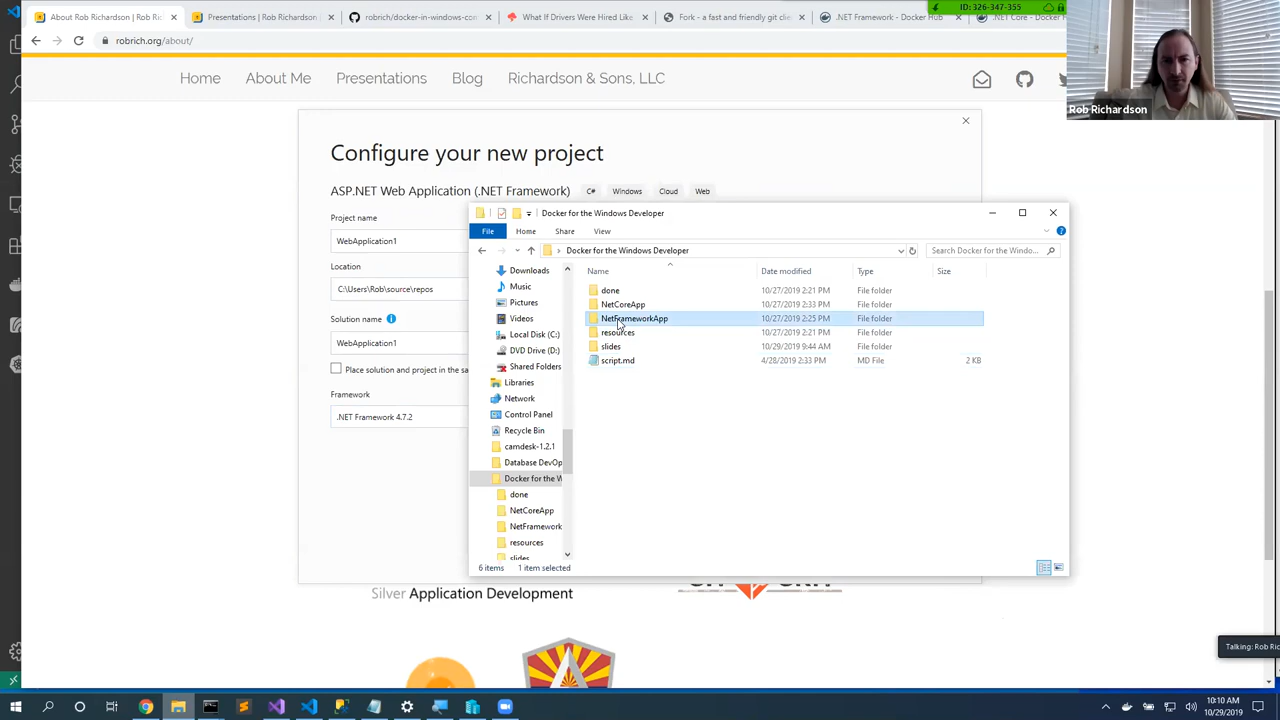 About Rob Richardson | Rob Ri
Presentations | Rob Richardson
robrich/docker-in-
What If Drivers Were Hired Like
Fork - a fast and friendly git clie
.NET Framework - Docker Hub
.NET Core - Docker
ID: 326-347-355
robrich.org/about/
Home
About Me
Presentations
Blog
Richardson & Sons, LLC
Rob Richardson
Configure your new project
ASP.NET Web Application (.NET Framework)
C#
Windows
Cloud
Web
Project name
WebApplication1
Location
C:\Users\Rob\source\repos
Solution name
WebApplication1
Place solution and project in the sa
Framework
.NET Framework 4.7.2
Docker for the Windows Developer
File
Home
Share
View
Docker for the Windows Developer
Search Docker for the Windo...
Downloads
Music
Pictures
Videos
Local Disk (C:)
DVD Drive (D:)
Shared Folders
Libraries
Network
Control Panel
Recycle Bin
camdesk-1.2.1
Database DevOp
Docker for the W
done
NetCoreApp
NetFramework
resources
slides
Name
Date modified
Type
Size
done 10/27/2019 2:21 PM File folder
NetCoreApp 10/27/2019 2:33 PM File folder
NetFrameworkApp 10/27/2019 2:25 PM File folder
resources 10/27/2019 2:21 PM File folder
slides 10/29/2019 9:44 AM File folder
script.md 4/28/2019 2:33 PM MD File 2 KB
6 items
1 item selected
Silver Application Development
Talking: Rob Ric
10:10 AM
10/29/2019